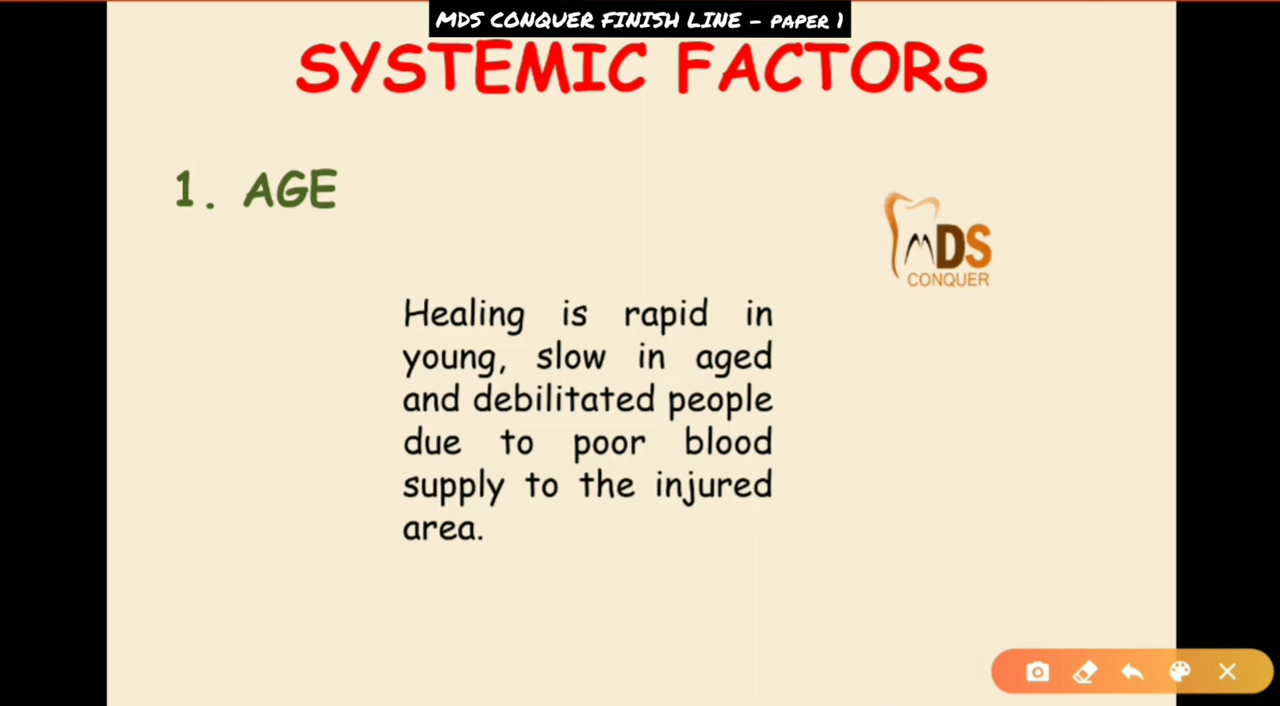 MDS CONQUER FINISH LINE - PAPER 1
SYSTEMIC FACTORS
1. AGE
MDS
CONQUER
Healing is rapid in
young, slow in aged
and debilitated people
due to poor blood
supply to the injured
area.